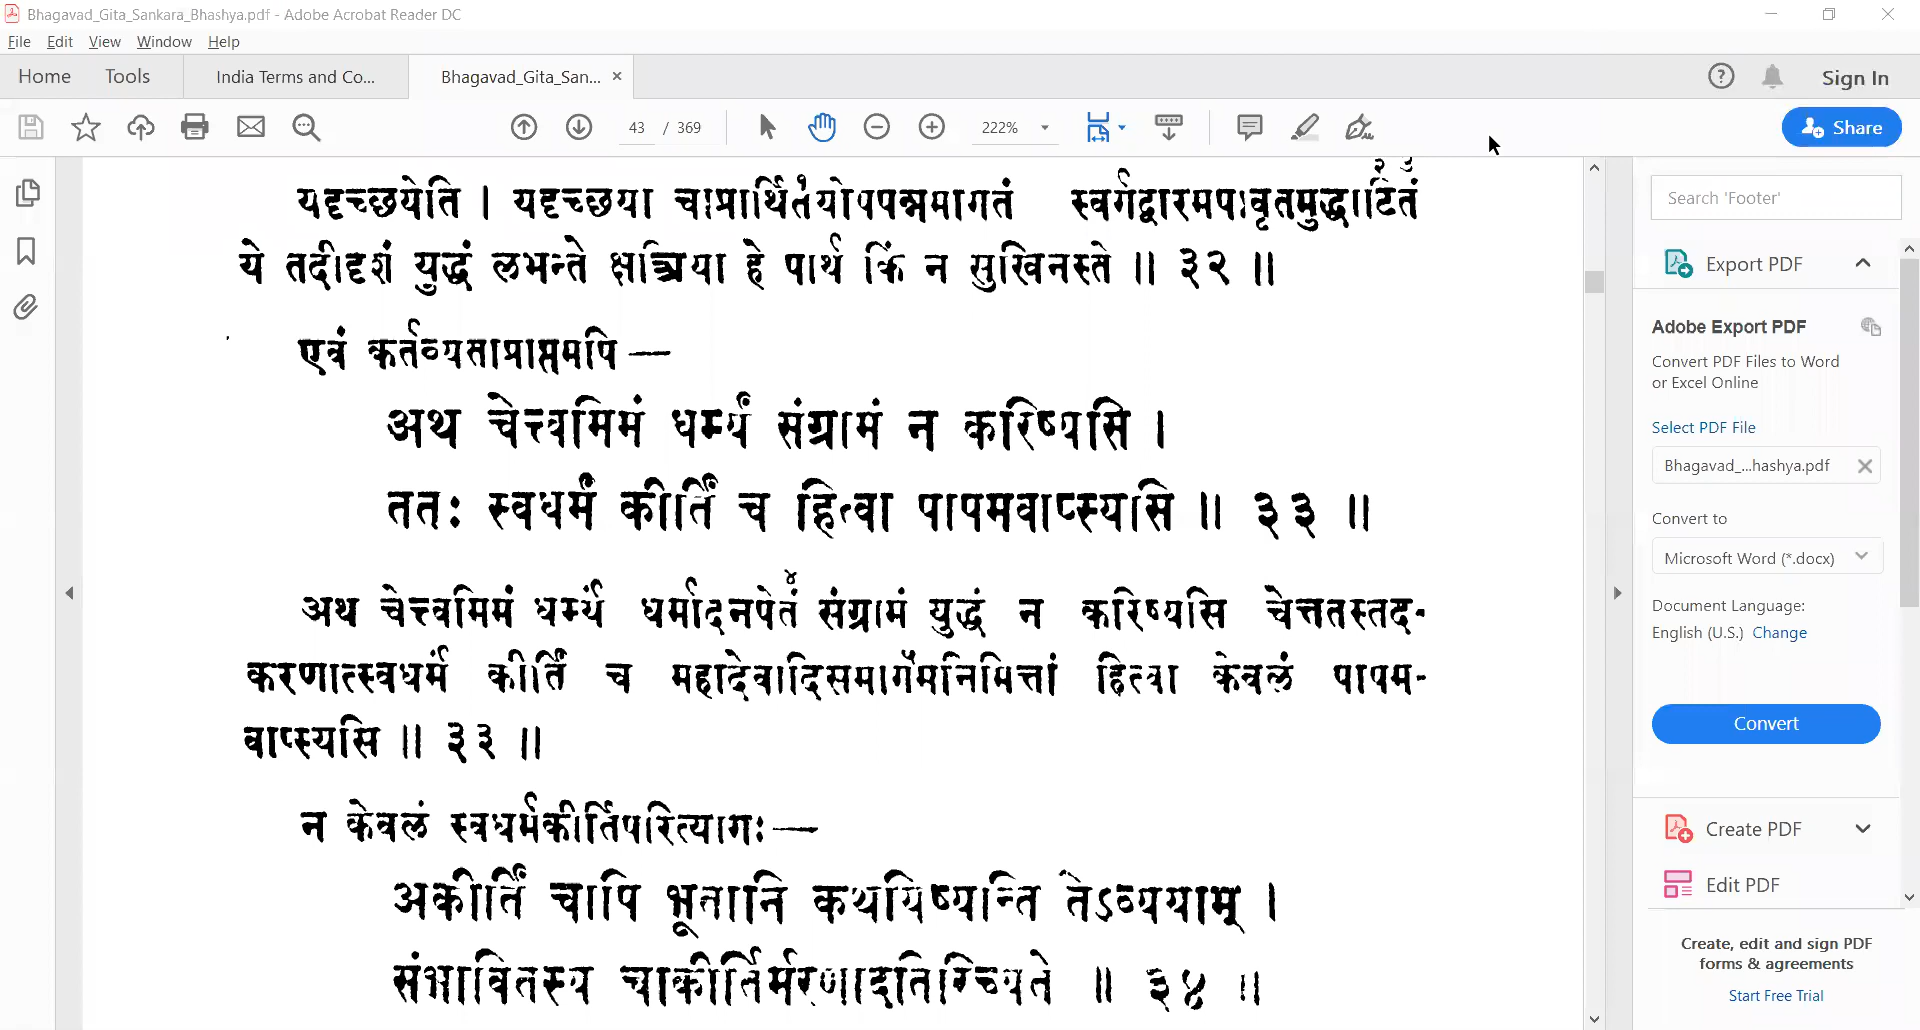 Bhagavad_Gita_Sankara_Bhashya.pdf - Adobe Acrobat Reader DC
File Edit View Window Help
Home Tools India Terms and Co... Bhagavad_Gita_San... × Sign In
43 / 369 222% Share
यदृच्छयेति । यदृच्छया चाप्रार्थितंयोपपन्नमागतं स्वर्गद्वारमपावृतमुद्धाटितं
ये तदीदृशं युद्धं लभन्ते क्षत्त्रिया हे पार्थ किं न सुखिनस्ते ॥ ३२ ॥
एवं कर्तव्यताप्राप्तमपि —
अथ चेत्त्वमिमं धर्म्यं संग्रामं न करिष्यसि ।
ततः स्वधर्मं कीर्तिं च हित्वा पापमवाप्स्यसि ॥ ३३ ॥
अथ चेत्त्वमिमं धर्म्यं धर्मादनपेतं४ संग्रामं युद्धं न करिष्यसि चेत्ततस्तद-
करणात्स्वधर्मं कीर्तिं च महादेवादिसमागमनिमित्तां हित्वा केवलं पापम-
वाप्स्यसि ॥ ३३ ॥
न केवलं स्वधर्मकीर्तिपरित्यागः —
अकीर्तिं चापि भूतानि कथयिष्यन्ति तेऽव्ययाम् ।
संभावितस्य चाकीर्तिर्मरणादतिरिच्यते ॥ ३४ ॥
Search 'Footer'
Export PDF
Adobe Export PDF
Convert PDF Files to Word
or Excel Online
Select PDF File
Bhagavad_...hashya.pdf
Convert to
Microsoft Word (*.docx)
Document Language:
English (U.S.) Change
Convert
Create PDF
Edit PDF
Create, edit and sign PDF
forms & agreements
Start Free Trial